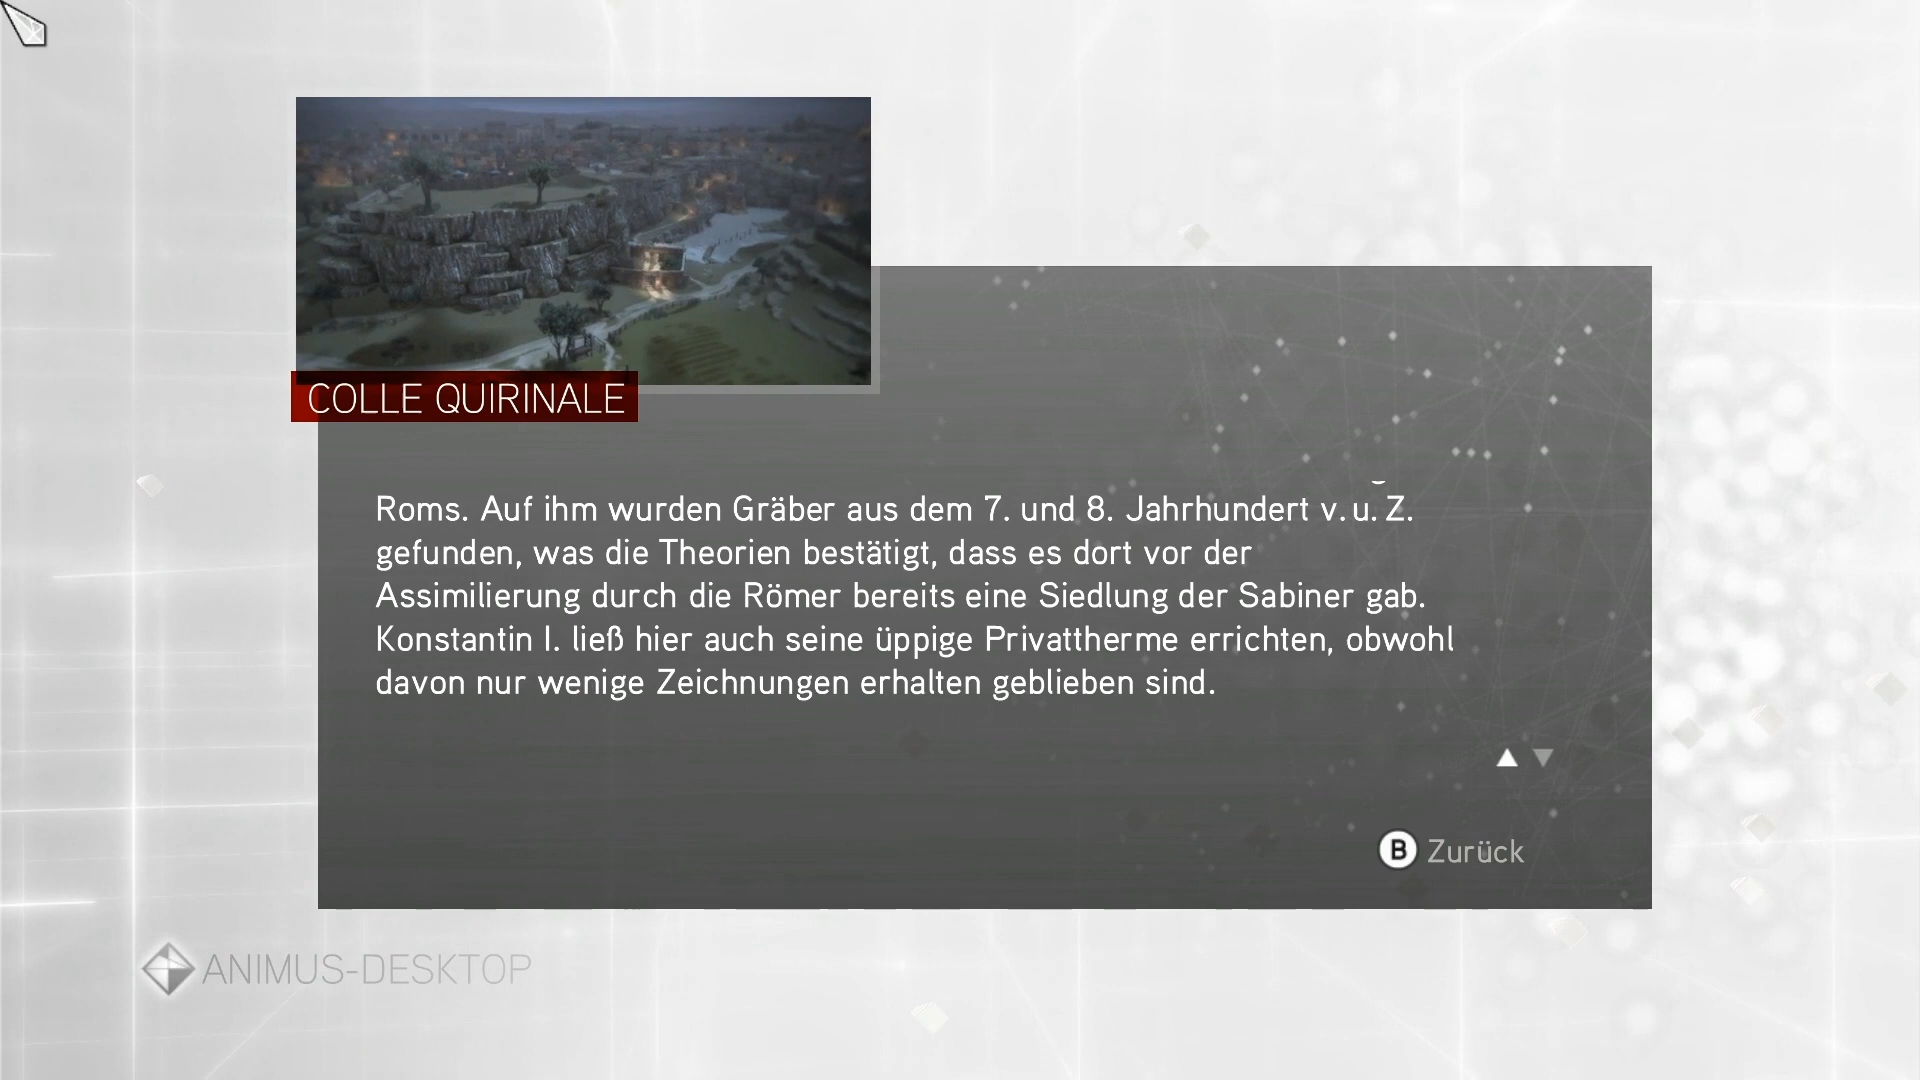 COLLE QUIRINALE
Roms. Auf ihm wurden Gräber aus dem 7. und 8. Jahrhundert v. u. Z.
gefunden, was die Theorien bestätigt, dass es dort vor der
Assimilierung durch die Römer bereits eine Siedlung der Sabiner gab.
Konstantin I. ließ hier auch seine üppige Privattherme errichten, obwohl
davon nur wenige Zeichnungen erhalten geblieben sind.
B Zurück
ANIMUS-DESKTOP